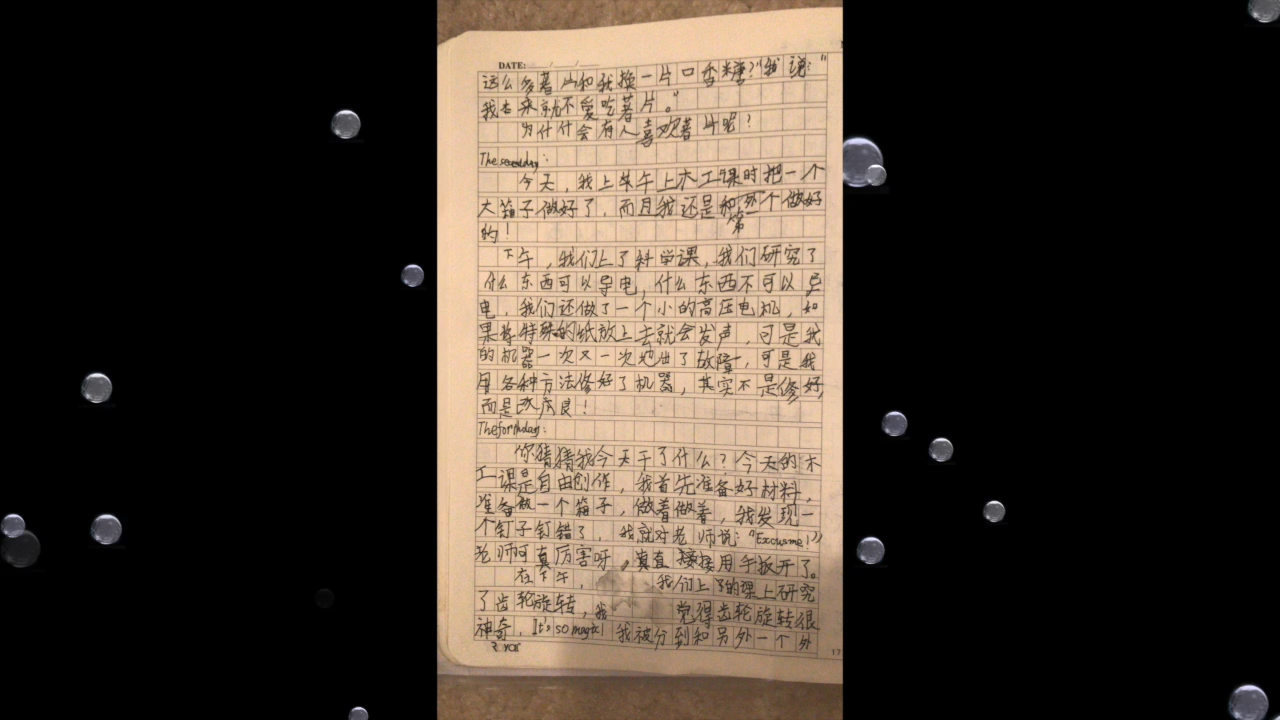 DATE:
这么多薯片和我换一片口香糖?"我说:"
我古来就不爱吃薯片。"
为什什会有人喜欢薯片呢?
The secondday:
今天,我上半午上木工课时把一个
大箱子做好了,而且我还是第一个做好
的!
下午,我们上了科学课,我们研究了
什么东西可以导电,什么东西不可以导
电,我们还做了一个小的高压电机,如
果将特殊的纸放上去就会发声,可是我
的机器一次又一次地出了故障,可是我
用各种方法修好了机器,其实不是修好,
而是改良!
The forthday:
你猜猜我今天干了什么?今天的木
工课是自由创作,我首先准备好材料,
准备做一个箱子,做着做着,我发现一
个钉子钉错了,我就对老师说:"Excusme!"
老师可真厉害呀,直接用手扳开了。
在下午,我们上的课上研究
了齿轮旋转,我觉得齿轮旋转很
神奇,It's so magic! 我被分到和另外一个外
17